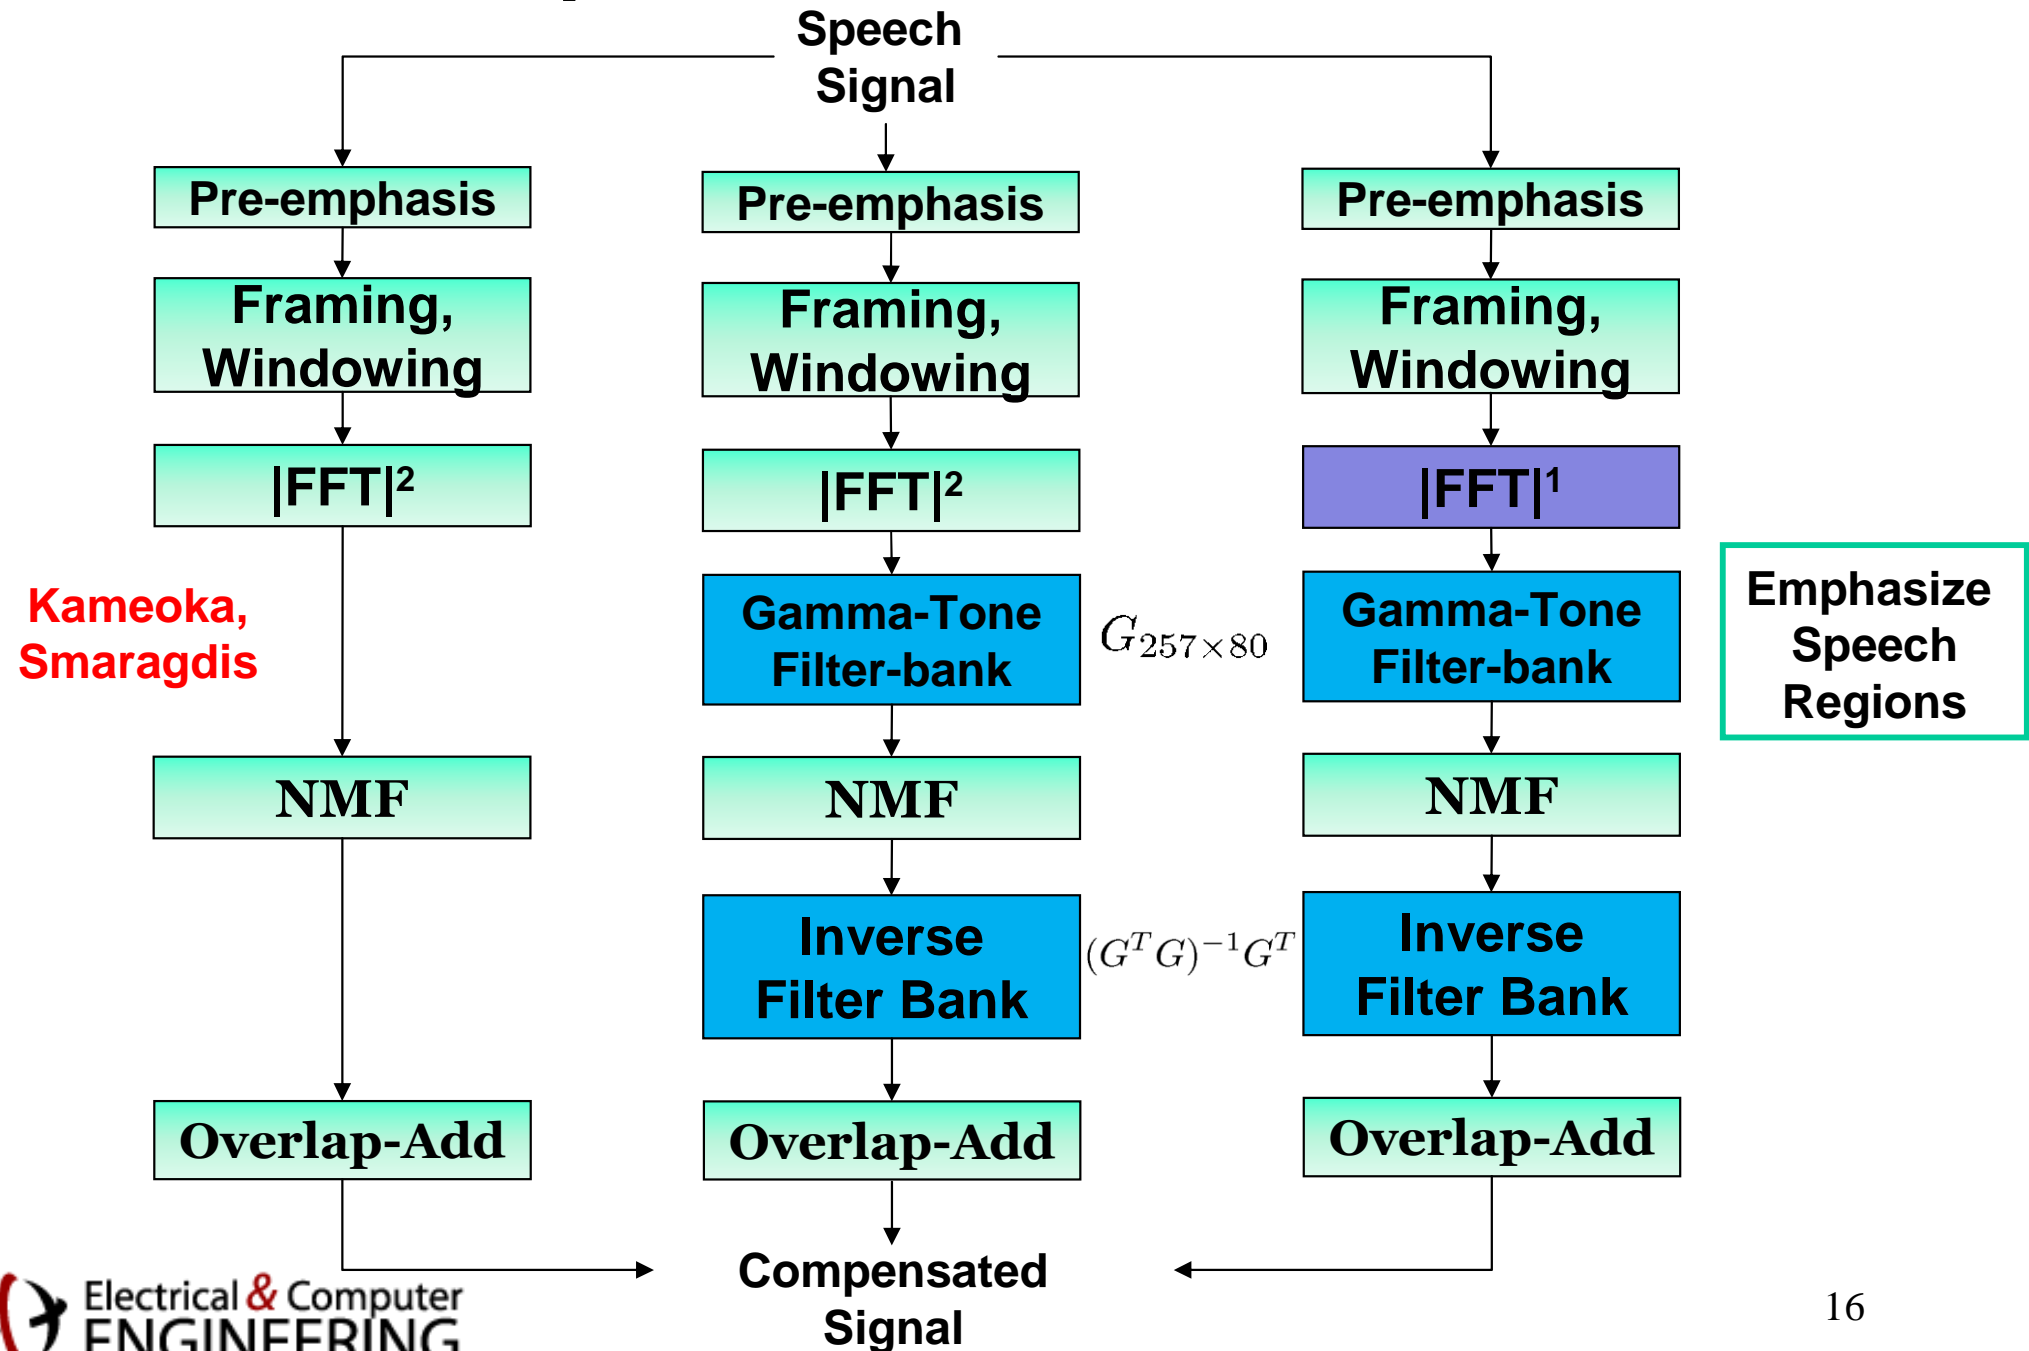 Speech
Signal
Pre-emphasis
Pre-emphasis
Pre-emphasis
Framing,
Windowing
Framing,
Windowing
Framing,
Windowing
|FFT|²
|FFT|²
|FFT|¹
Kameoka,
Smaragdis
Gamma-Tone
Filter-bank
G₂₅₇ₓ₈₀
Gamma-Tone
Filter-bank
Emphasize
Speech
Regions
NMF
NMF
NMF
Inverse
Filter Bank
(GᵀG)⁻¹Gᵀ
Inverse
Filter Bank
Overlap-Add
Overlap-Add
Overlap-Add
Compensated
Signal
Electrical & Computer
ENGINEERING
16